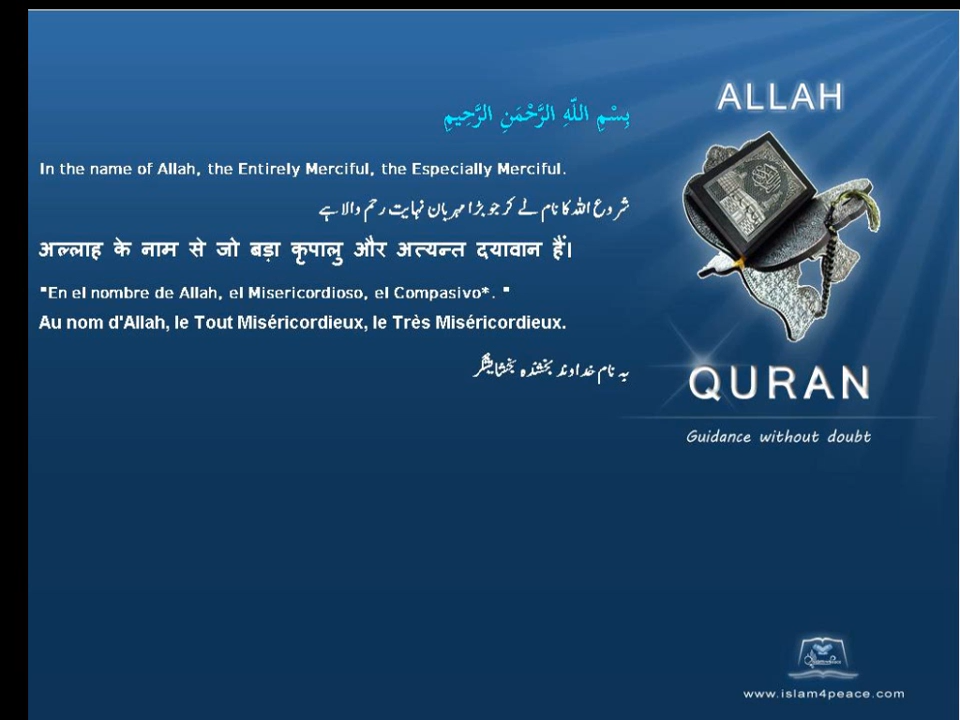 بِسْمِ اللّهِ الرَّحْمَنِ الرَّحِيمِ
In the name of Allah, the Entirely Merciful, the Especially Merciful.
شروع الله کا نام لے کر جو بڑا مہربان نہایت رحم والا ہے
अल्लाह के नाम से जो बड़ा कृपालु और अत्यन्त दयावान हैं।
"En el nombre de Allah, el Misericordioso, el Compasivo*. "
Au nom d'Allah, le Tout Miséricordieux, le Très Miséricordieux.
به نام خداوند بخشنده بخشایشگر
ALLAH
QURAN
Guidance without doubt
www.islam4peace.com